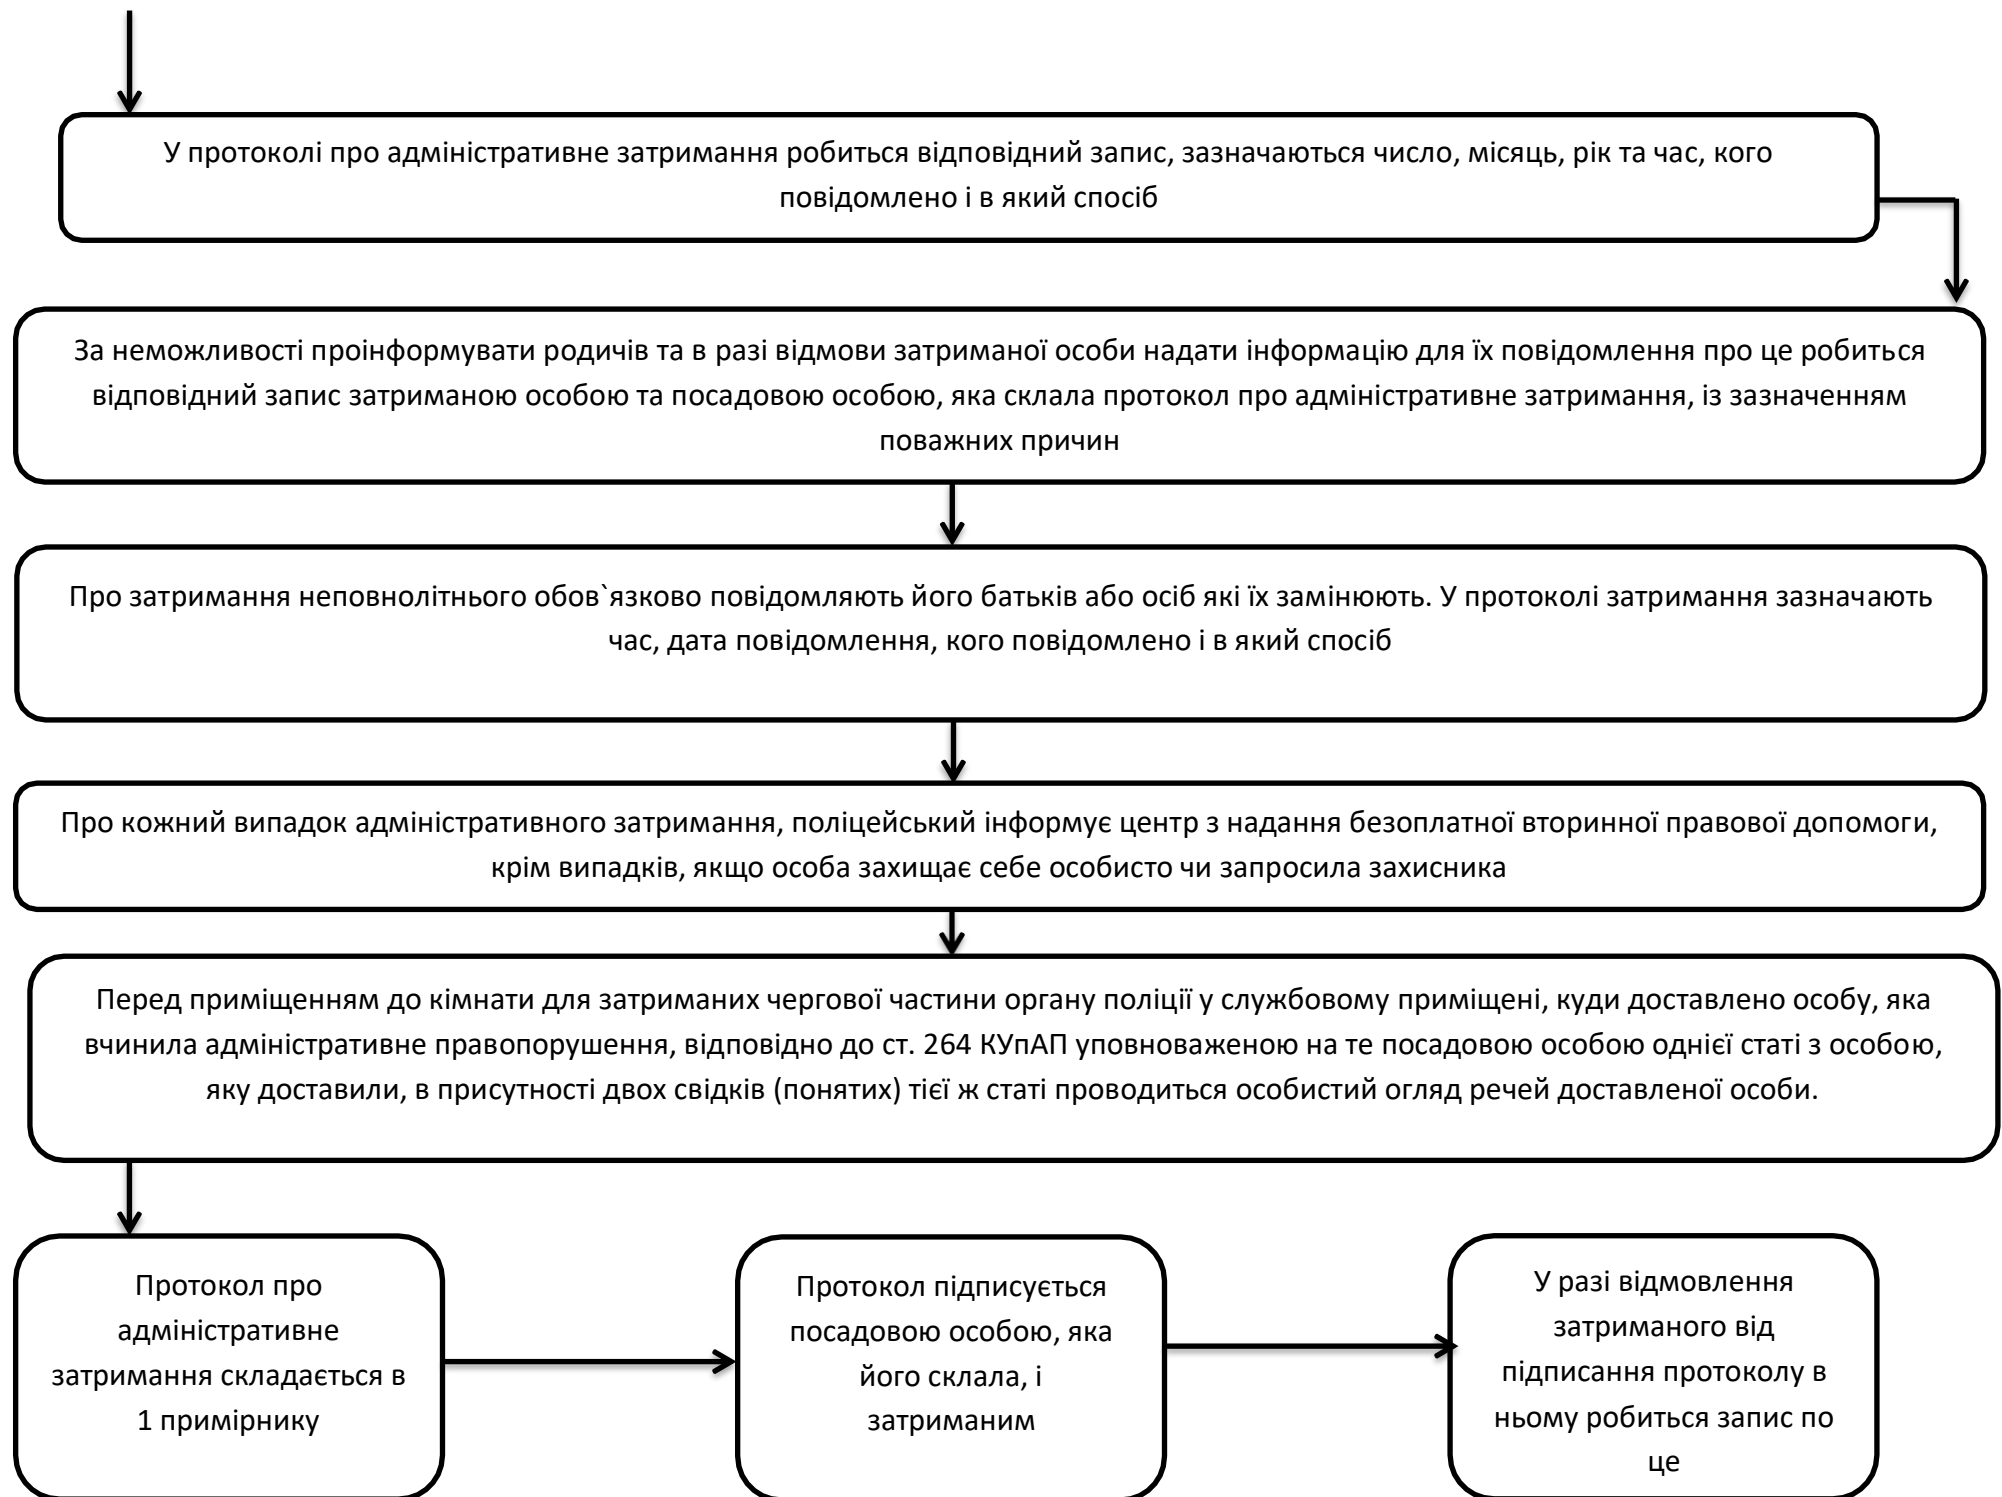 У протоколі про адміністративне затримання робиться відповідний запис, зазначаються число, місяць, рік та час, кого
повідомлено і в який спосіб
За неможливості проінформувати родичів та в разі відмови затриманої особи надати інформацію для їх повідомлення про це робиться
відповідний запис затриманою особою та посадовою особою, яка склала протокол про адміністративне затримання, із зазначенням
поважних причин
Про затримання неповнолітнього обов`язково повідомляють його батьків або осіб які їх замінюють. У протоколі затримання зазначають
час, дата повідомлення, кого повідомлено і в який спосіб
Про кожний випадок адміністративного затримання, поліцейський інформує центр з надання безоплатної вторинної правової допомоги,
крім випадків, якщо особа захищає себе особисто чи запросила захисника
Перед приміщенням до кімнати для затриманих чергової частини органу поліції у службовому приміщені, куди доставлено особу, яка
вчинила адміністративне правопорушення, відповідно до ст. 264 КУпАП уповноваженою на те посадовою особою однієї статі з особою,
яку доставили, в присутності двох свідків (понятих) тієї ж статі проводиться особистий огляд речей доставленої особи.
Протокол про
адміністративне
затримання складається в
1 примірнику
Протокол підписується
посадовою особою, яка
його склала, і
затриманим
У разі відмовлення
затриманого від
підписання протоколу в
ньому робиться запис по
це